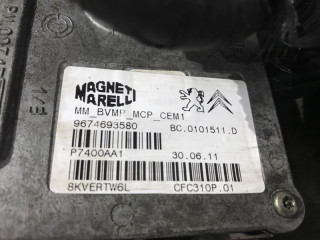 MAGNETI
MARELLI
MM_BVMP_MCP_CEM1
9674693580 BC.0101511.D
P7400AA1 30.06.11
8KVERTW6L CFC310P.01